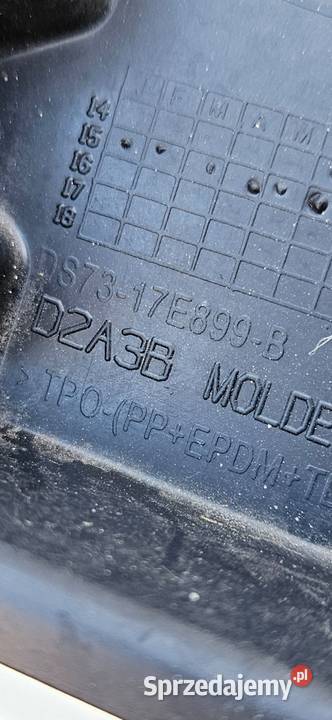 J F M A M
14
15
16
17
18
DS73-17E899-B
D2A3B MOLDE
>TPO-(PP+EPDM+T
Sprzedajemy.pl